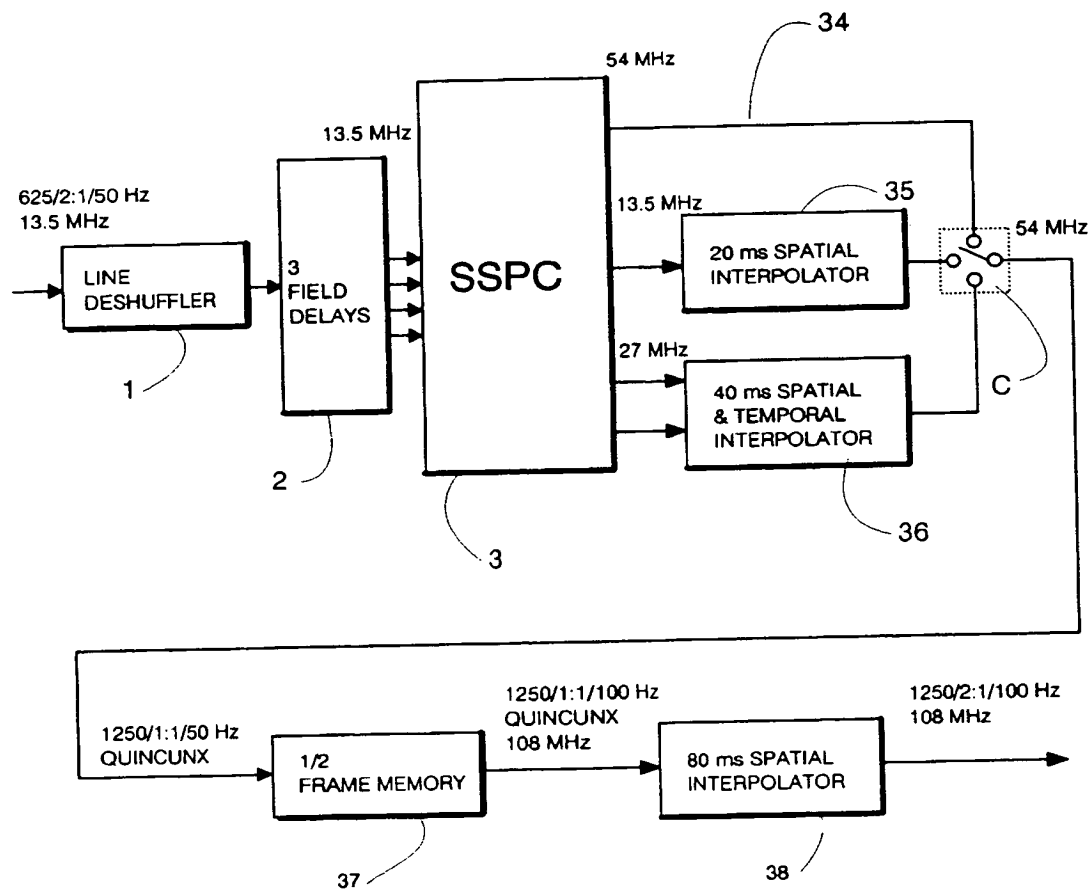 34
54 MHz
13.5 MHz
625/2:1/50 Hz
13.5 MHz
13.5 MHz
35
54 MHz
LINE
DESHUFFLER
3
FIELD
DELAYS
SSPC
20 ms SPATIAL
INTERPOLATOR
27 MHz
1
40 ms SPATIAL
& TEMPORAL
INTERPOLATOR
C
2
36
3
1250/1:1/50 Hz
QUINCUNX
1/2
FRAME MEMORY
1250/1:1/100 Hz
QUINCUNX
108 MHz
80 ms SPATIAL
INTERPOLATOR
1250/2:1/100 Hz
108 MHz
37
38